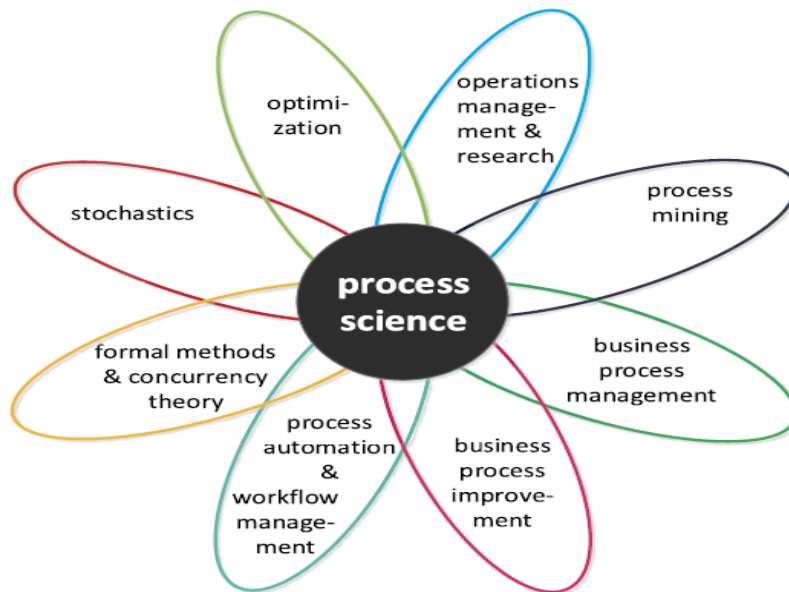 optimi-
zation
operations
manage-
ment &
research
process
mining
business
process
management
business
process
improve-
ment
process
automation
&
workflow
manage-
ment
formal methods
& concurrency
theory
stochastics
process
science